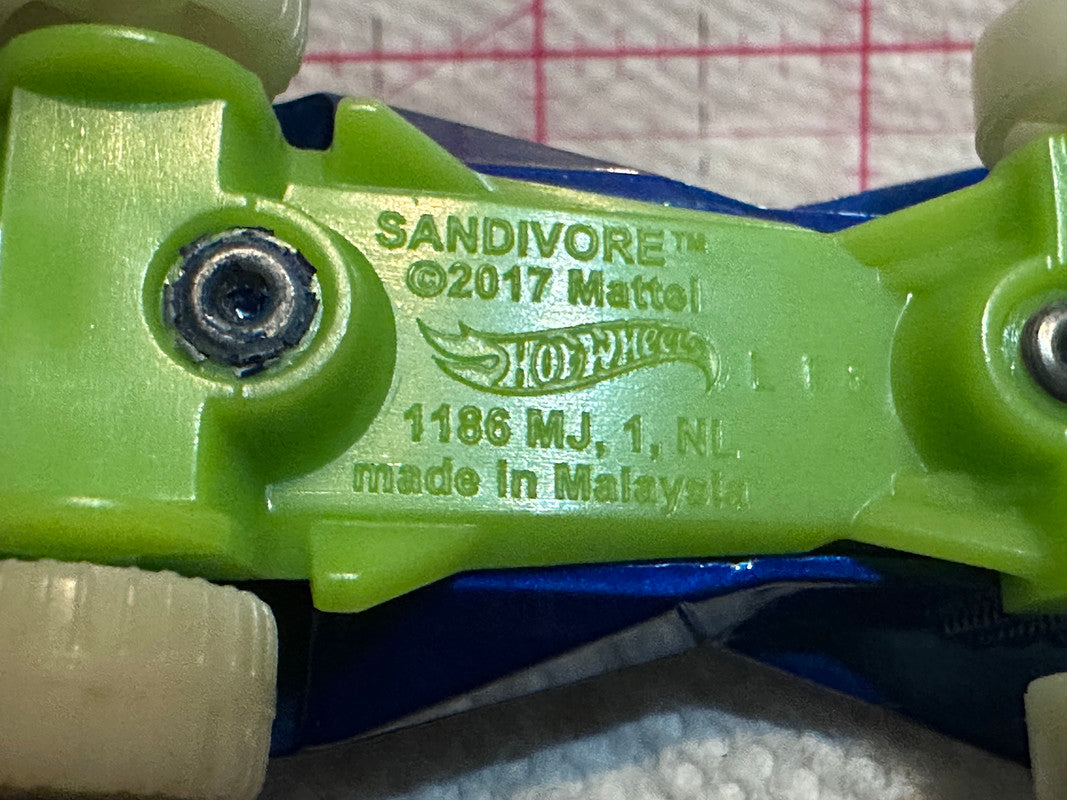 SANDIVORE™
©2017 Mattel
Hot Wheels
1186 MJ, 1, NL
made in Malaysia